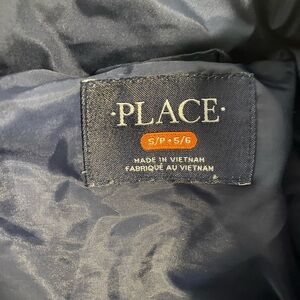 ·PLACE·
S/P • 5/6
MADE IN VIETNAM
FABRIQUÉ AU VIETNAM